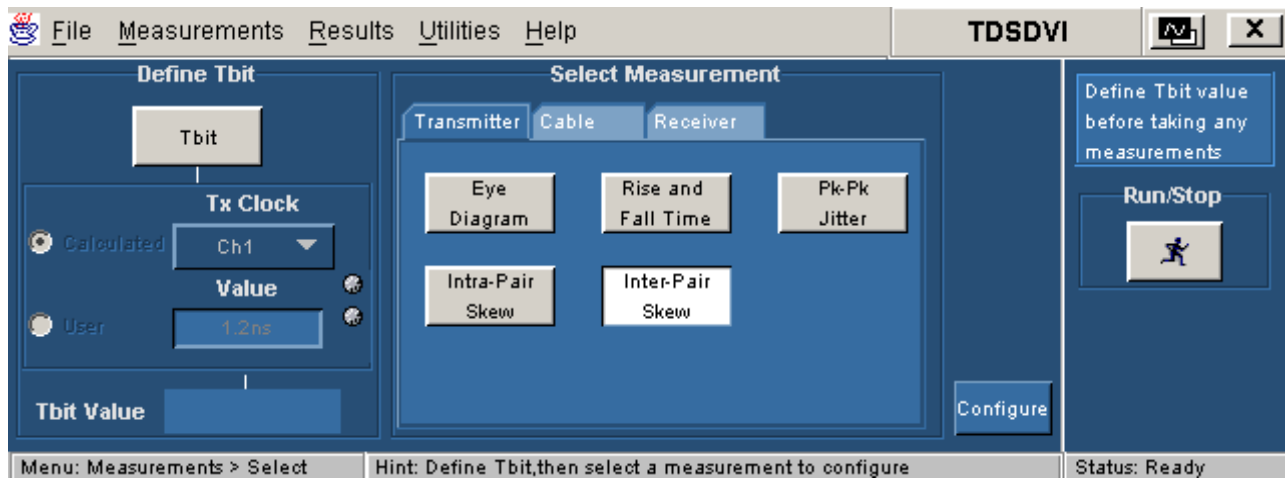 File Measurements Results Utilities Help TDSDVI X
Define Tbit
Tbit
Tx Clock
Calculated Ch1
Value
User 1.2ns
Tbit Value
Select Measurement
Transmitter Cable Receiver
Eye Diagram
Rise and Fall Time
Pk-Pk Jitter
Intra-Pair Skew
Inter-Pair Skew
Configure
Define Tbit value
before taking any
measurements
Run/Stop
Menu: Measurements > Select
Hint: Define Tbit,then select a measurement to configure
Status: Ready